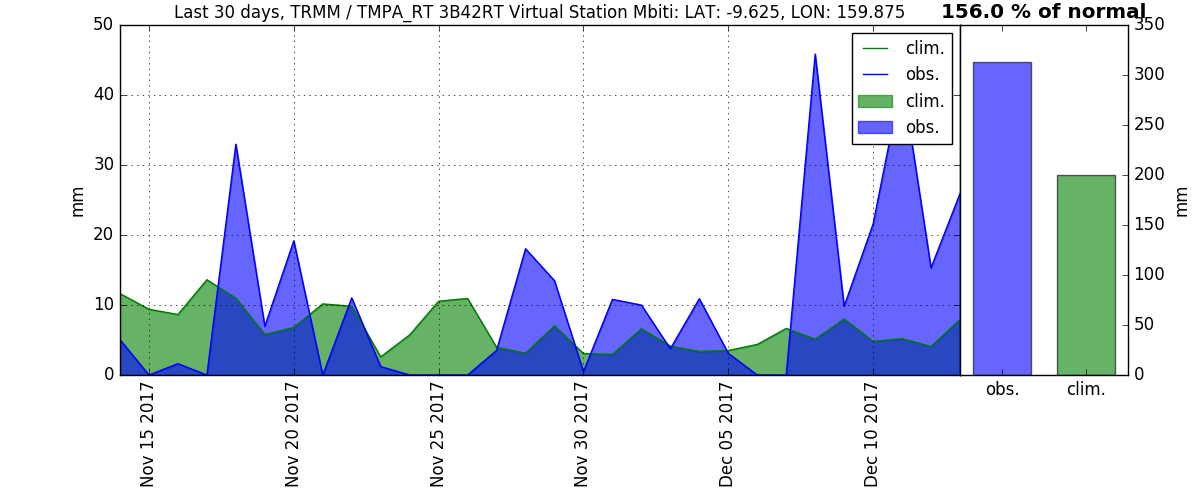 Last 30 days, TRMM / TMPA_RT 3B42RT Virtual Station Mbiti: LAT: -9.625, LON: 159.875
156.0 % of normal
50
40
30
20
10
0
mm
clim.
obs.
clim.
obs.
Nov 15 2017
Nov 20 2017
Nov 25 2017
Nov 30 2017
Dec 05 2017
Dec 10 2017
350
300
250
200
150
100
50
0
mm
obs.
clim.